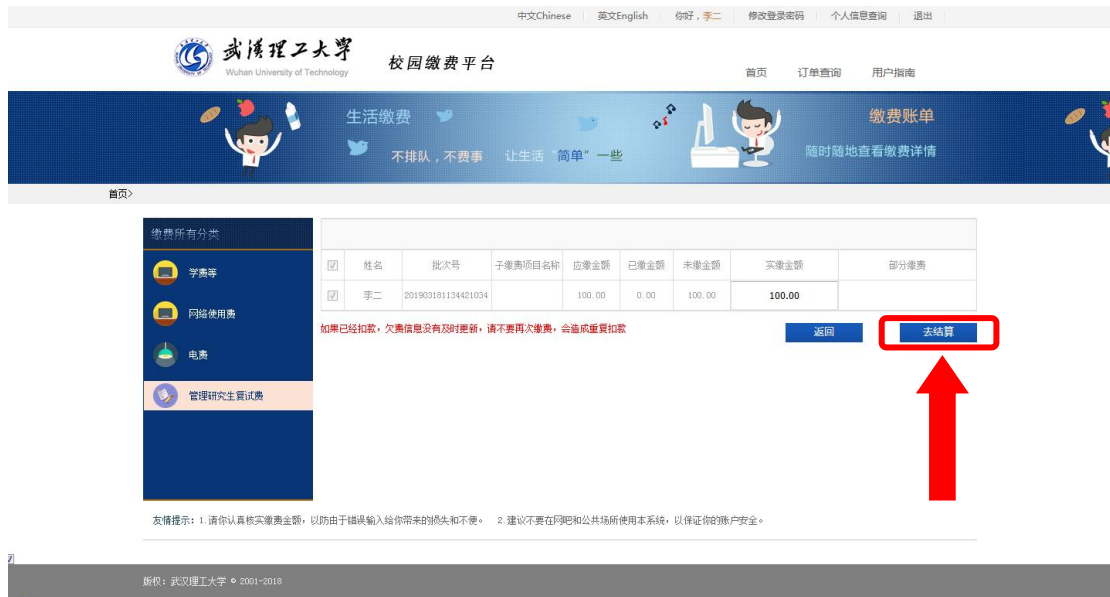 中文Chinese 英文English 你好，李二 修改登录密码 个人信息查询 退出
武汉理工大学
Wuhan University of Technology
校园缴费平台
首页 订单查询 用户指南
生活缴费
不排队，不费事 让生活“简单”一些
缴费账单
随时随地查看缴费详情
首页>
缴费所有分类
学费等
网络使用费
电费
管理研究生复试费
姓名 批次号 子缴费项目名称 应缴金额 已缴金额 未缴金额 实缴金额 部分缴费
李二 201903181134421034 100.00 0.00 100.00 100.00
如果已经扣款，欠费信息没有及时更新，请不要再次缴费，会造成重复扣款
返回 去结算
友情提示：1.请你认真核实缴费金额，以防由于错误输入给你带来的损失和不便。 2.建议不要在网吧和公共场所使用本系统，以保证你的账户安全。
版权：武汉理工大学 © 2001-2018